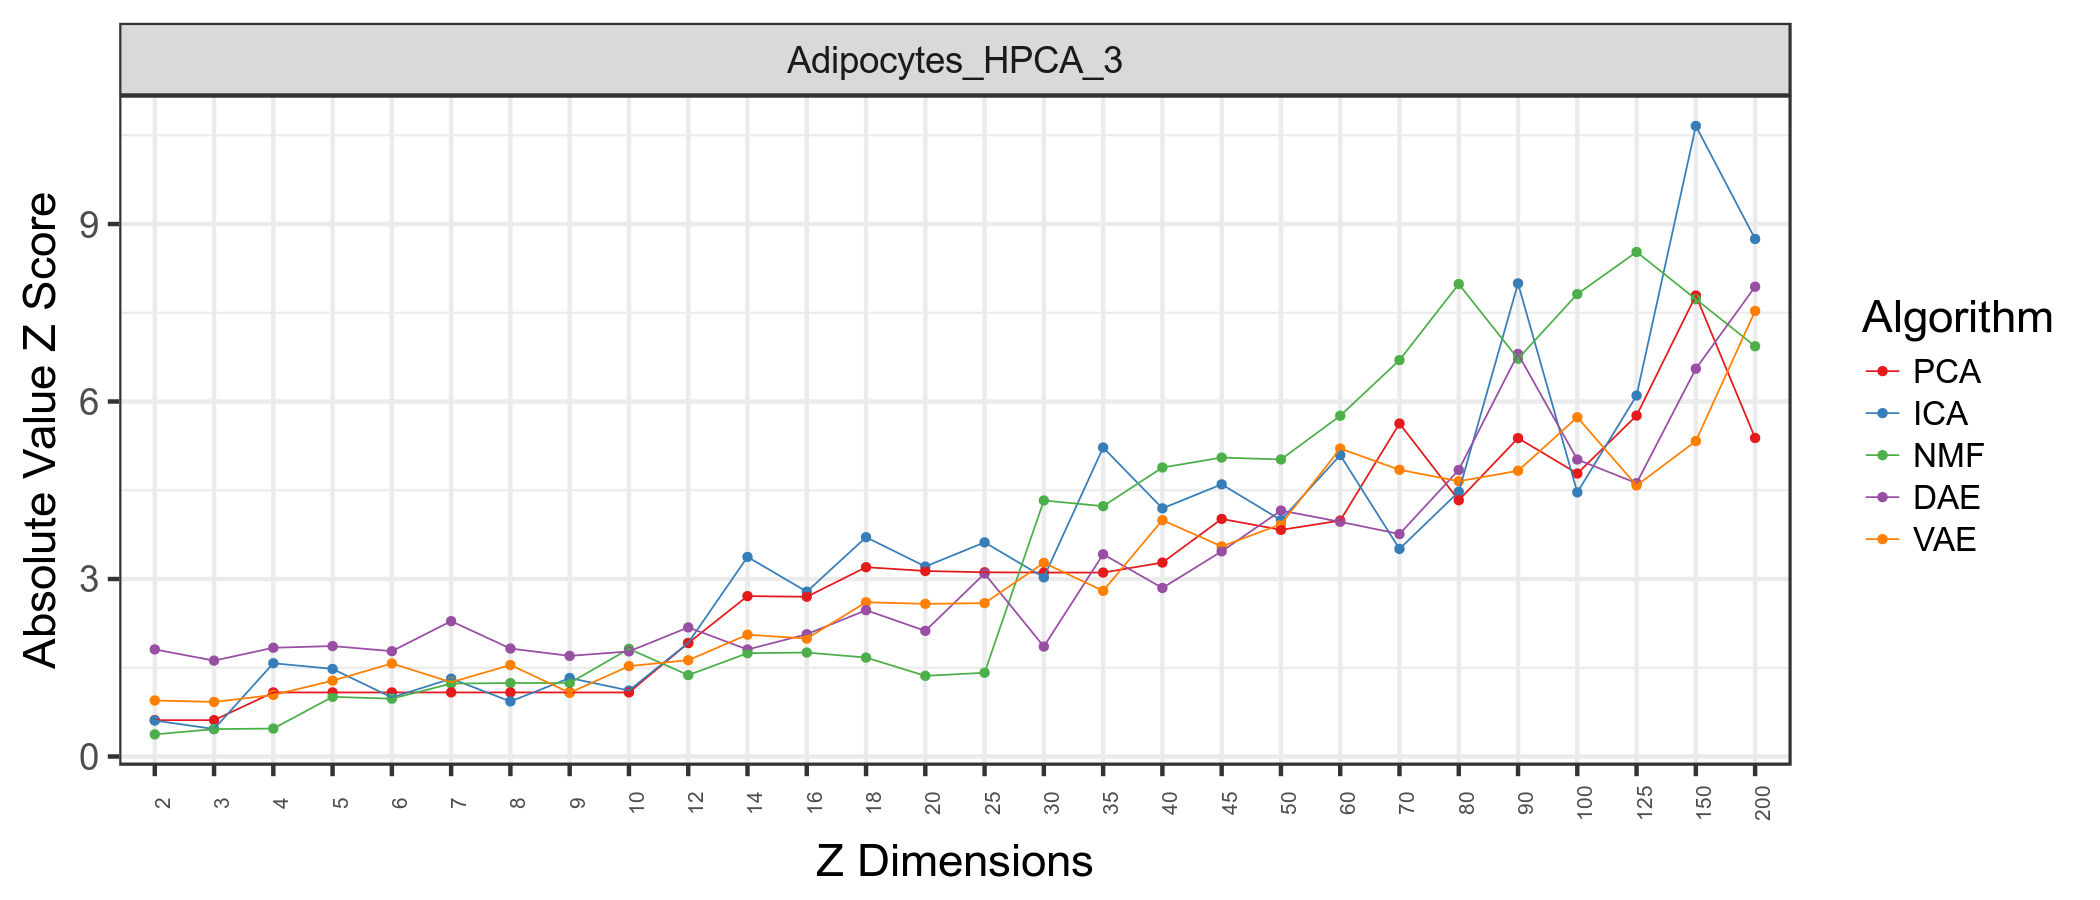 Adipocytes_HPCA_3
Absolute Value Z Score
9
6
3
0
2 3 4 5 6 7 8 9 10 12 14 16 18 20 25 30 35 40 45 50 60 70 80 90 100 125 150 200
Z Dimensions
Algorithm
PCA
ICA
NMF
DAE
VAE